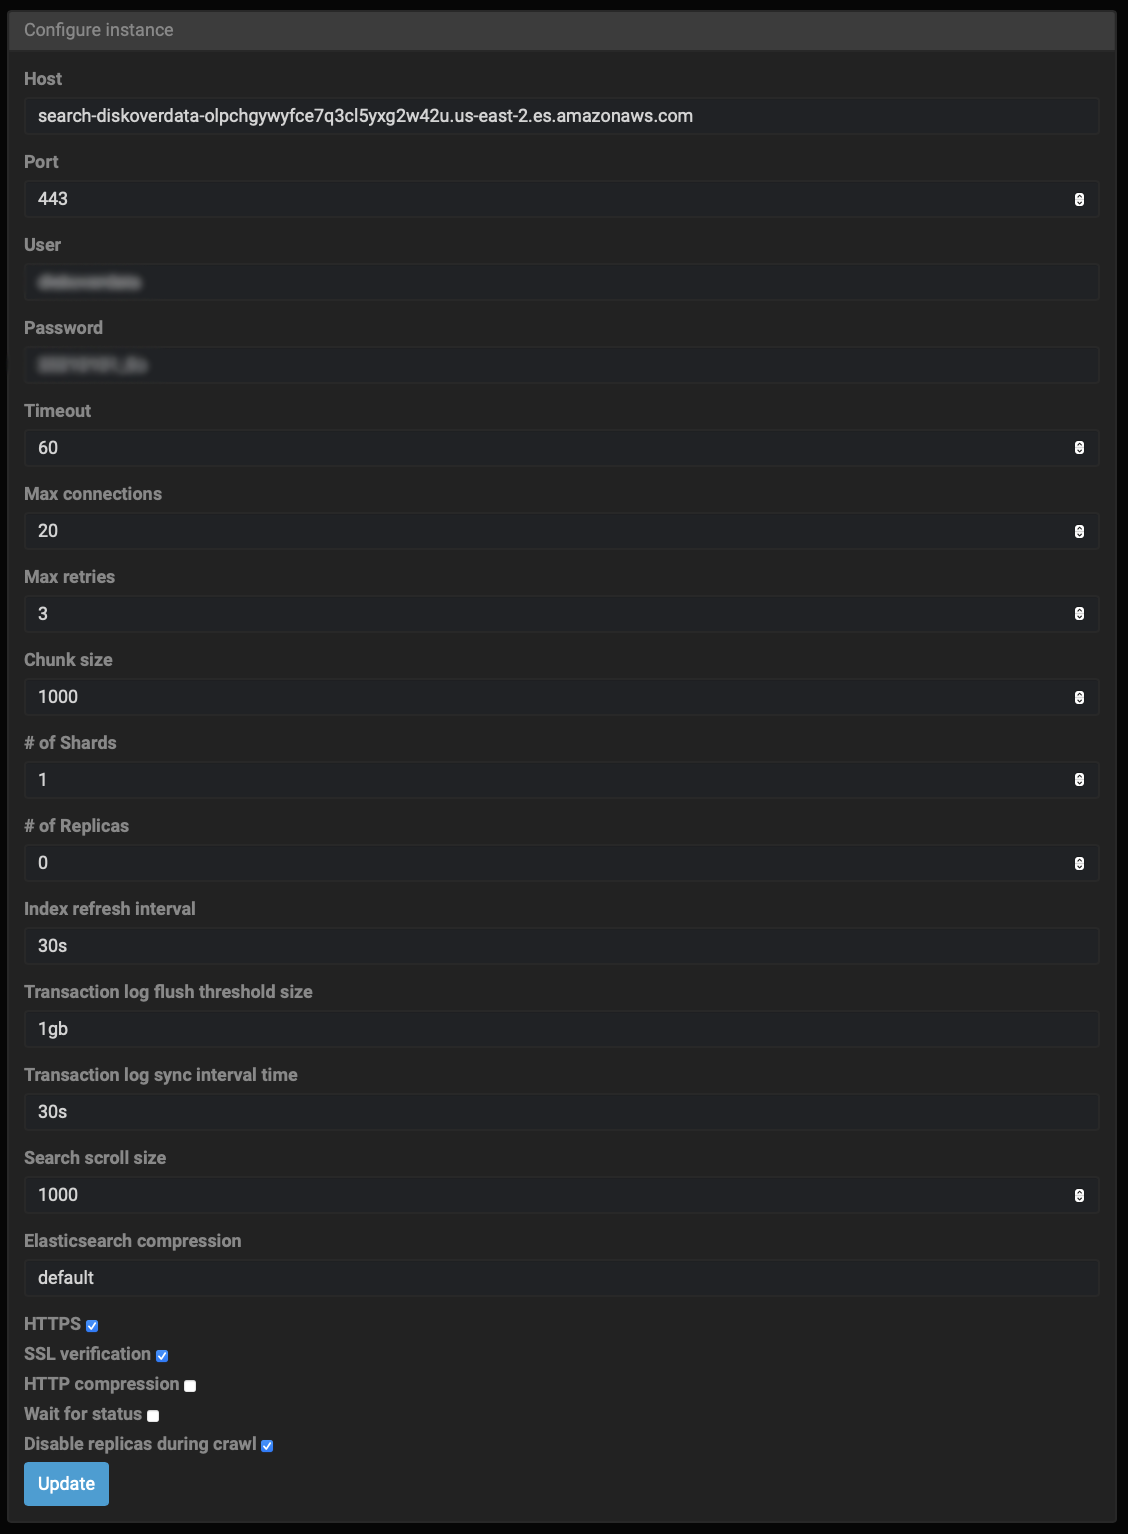 Configure instance
Host
search-diskoverdata-olpchgywyfce7q3cl5yxg2w42u.us-east-2.es.amazonaws.com
Port
443
User
Password
Timeout
60
Max connections
20
Max retries
3
Chunk size
1000
# of Shards
1
# of Replicas
0
Index refresh interval
30s
Transaction log flush threshold size
1gb
Transaction log sync interval time
30s
Search scroll size
1000
Elasticsearch compression
default
HTTPS
SSL verification
HTTP compression
Wait for status
Disable replicas during crawl
Update